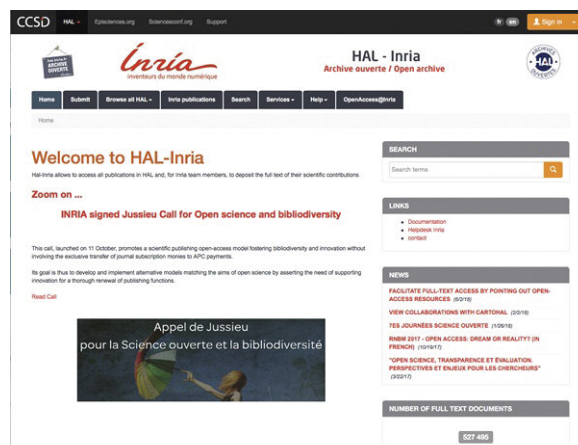 CCSD HAL Episciences.org Sciencesconf.org Support fr en Sign in
ARCHIVE OUVERTE
Inria
inventeurs du monde numérique
HAL - Inria
Archive ouverte / Open archive
ARCHIVES
HAL
OUVERTES
Home Submit Browse all HAL Inria publications Search Services Help OpenAccess@Inria
Home
Welcome to HAL-Inria
Hal-Inria allows to access all publications in HAL and, for Inria team members, to deposit the full text of their scientific contributions
Zoom on ...
INRIA signed Jussieu Call for Open science and bibliodiversity
This call, launched on 11 October, promotes a scientific publishing open-access model fostering bibliodiversity and innovation without
involving the exclusive transfer of journal subscription monies to APC payments.
Its goal is thus to develop and implement alternative models matching the aims of open science by asserting the need of supporting
innovation for a thorough renewal of publishing functions.
Read Call
Appel de Jussieu
pour la Science ouverte et la bibliodiversité
SEARCH
Search terms
LINKS
Documentation
Helpdesk Inria
contact
NEWS
FACILITATE FULL-TEXT ACCESS BY POINTING OUT OPEN-
ACCESS RESOURCES (6/2/18)
VIEW COLLABORATIONS WITH CARTOHAL (2/2/18)
7ES JOURNÉES SCIENCE OUVERTE (1/26/18)
RNBM 2017 - OPEN ACCESS: DREAM OR REALITY? (IN
FRENCH) (10/19/17)
"OPEN SCIENCE, TRANSPARENCE ET ÉVALUATION.
PERSPECTIVES ET ENJEUX POUR LES CHERCHEURS"
(3/22/17)
NUMBER OF FULL TEXT DOCUMENTS
527 495